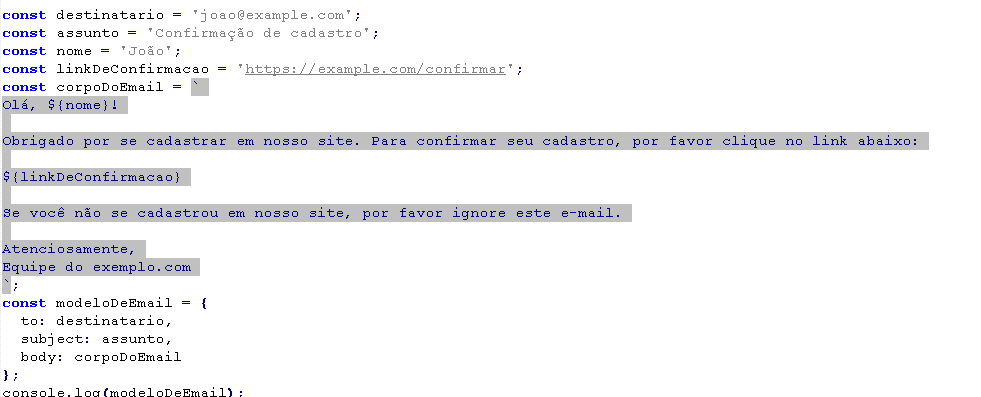 const destinatario = 'joao@example.com';
const assunto = 'Confirmação de cadastro';
const nome = 'João';
const linkDeConfirmacao = 'https://example.com/confirmar';
const corpoDoEmail = `
Olá, ${nome}!
Obrigado por se cadastrar em nosso site. Para confirmar seu cadastro, por favor clique no link abaixo:
${linkDeConfirmacao}
Se você não se cadastrou em nosso site, por favor ignore este e-mail.
Atenciosamente,
Equipe do exemplo.com
`;
const modeloDeEmail = {
  to: destinatario,
  subject: assunto,
  body: corpoDoEmail
};
console.log(modeloDeEmail);